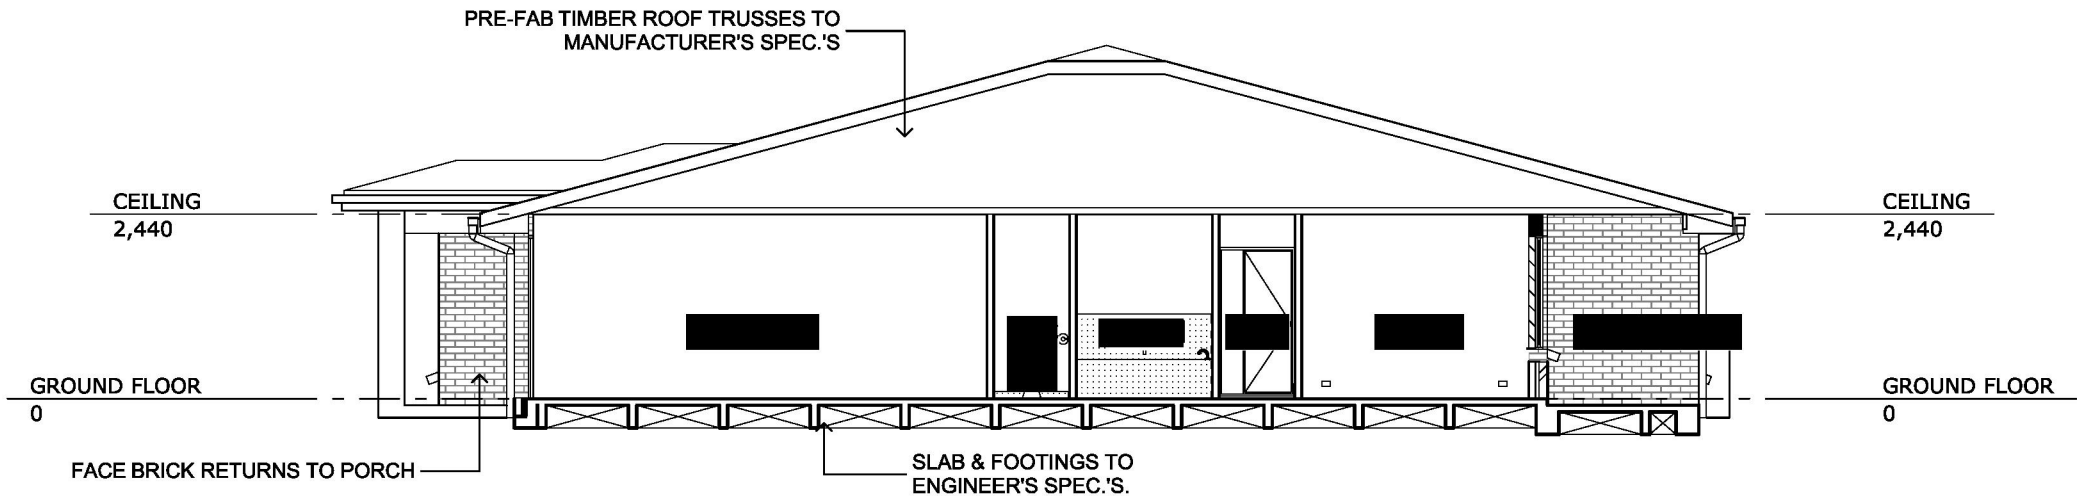 PRE-FAB TIMBER ROOF TRUSSES TO
MANUFACTURER'S SPEC.'S
CEILING
2,440
CEILING
2,440
GROUND FLOOR
0
GROUND FLOOR
0
FACE BRICK RETURNS TO PORCH
SLAB & FOOTINGS TO
ENGINEER'S SPEC.'S.